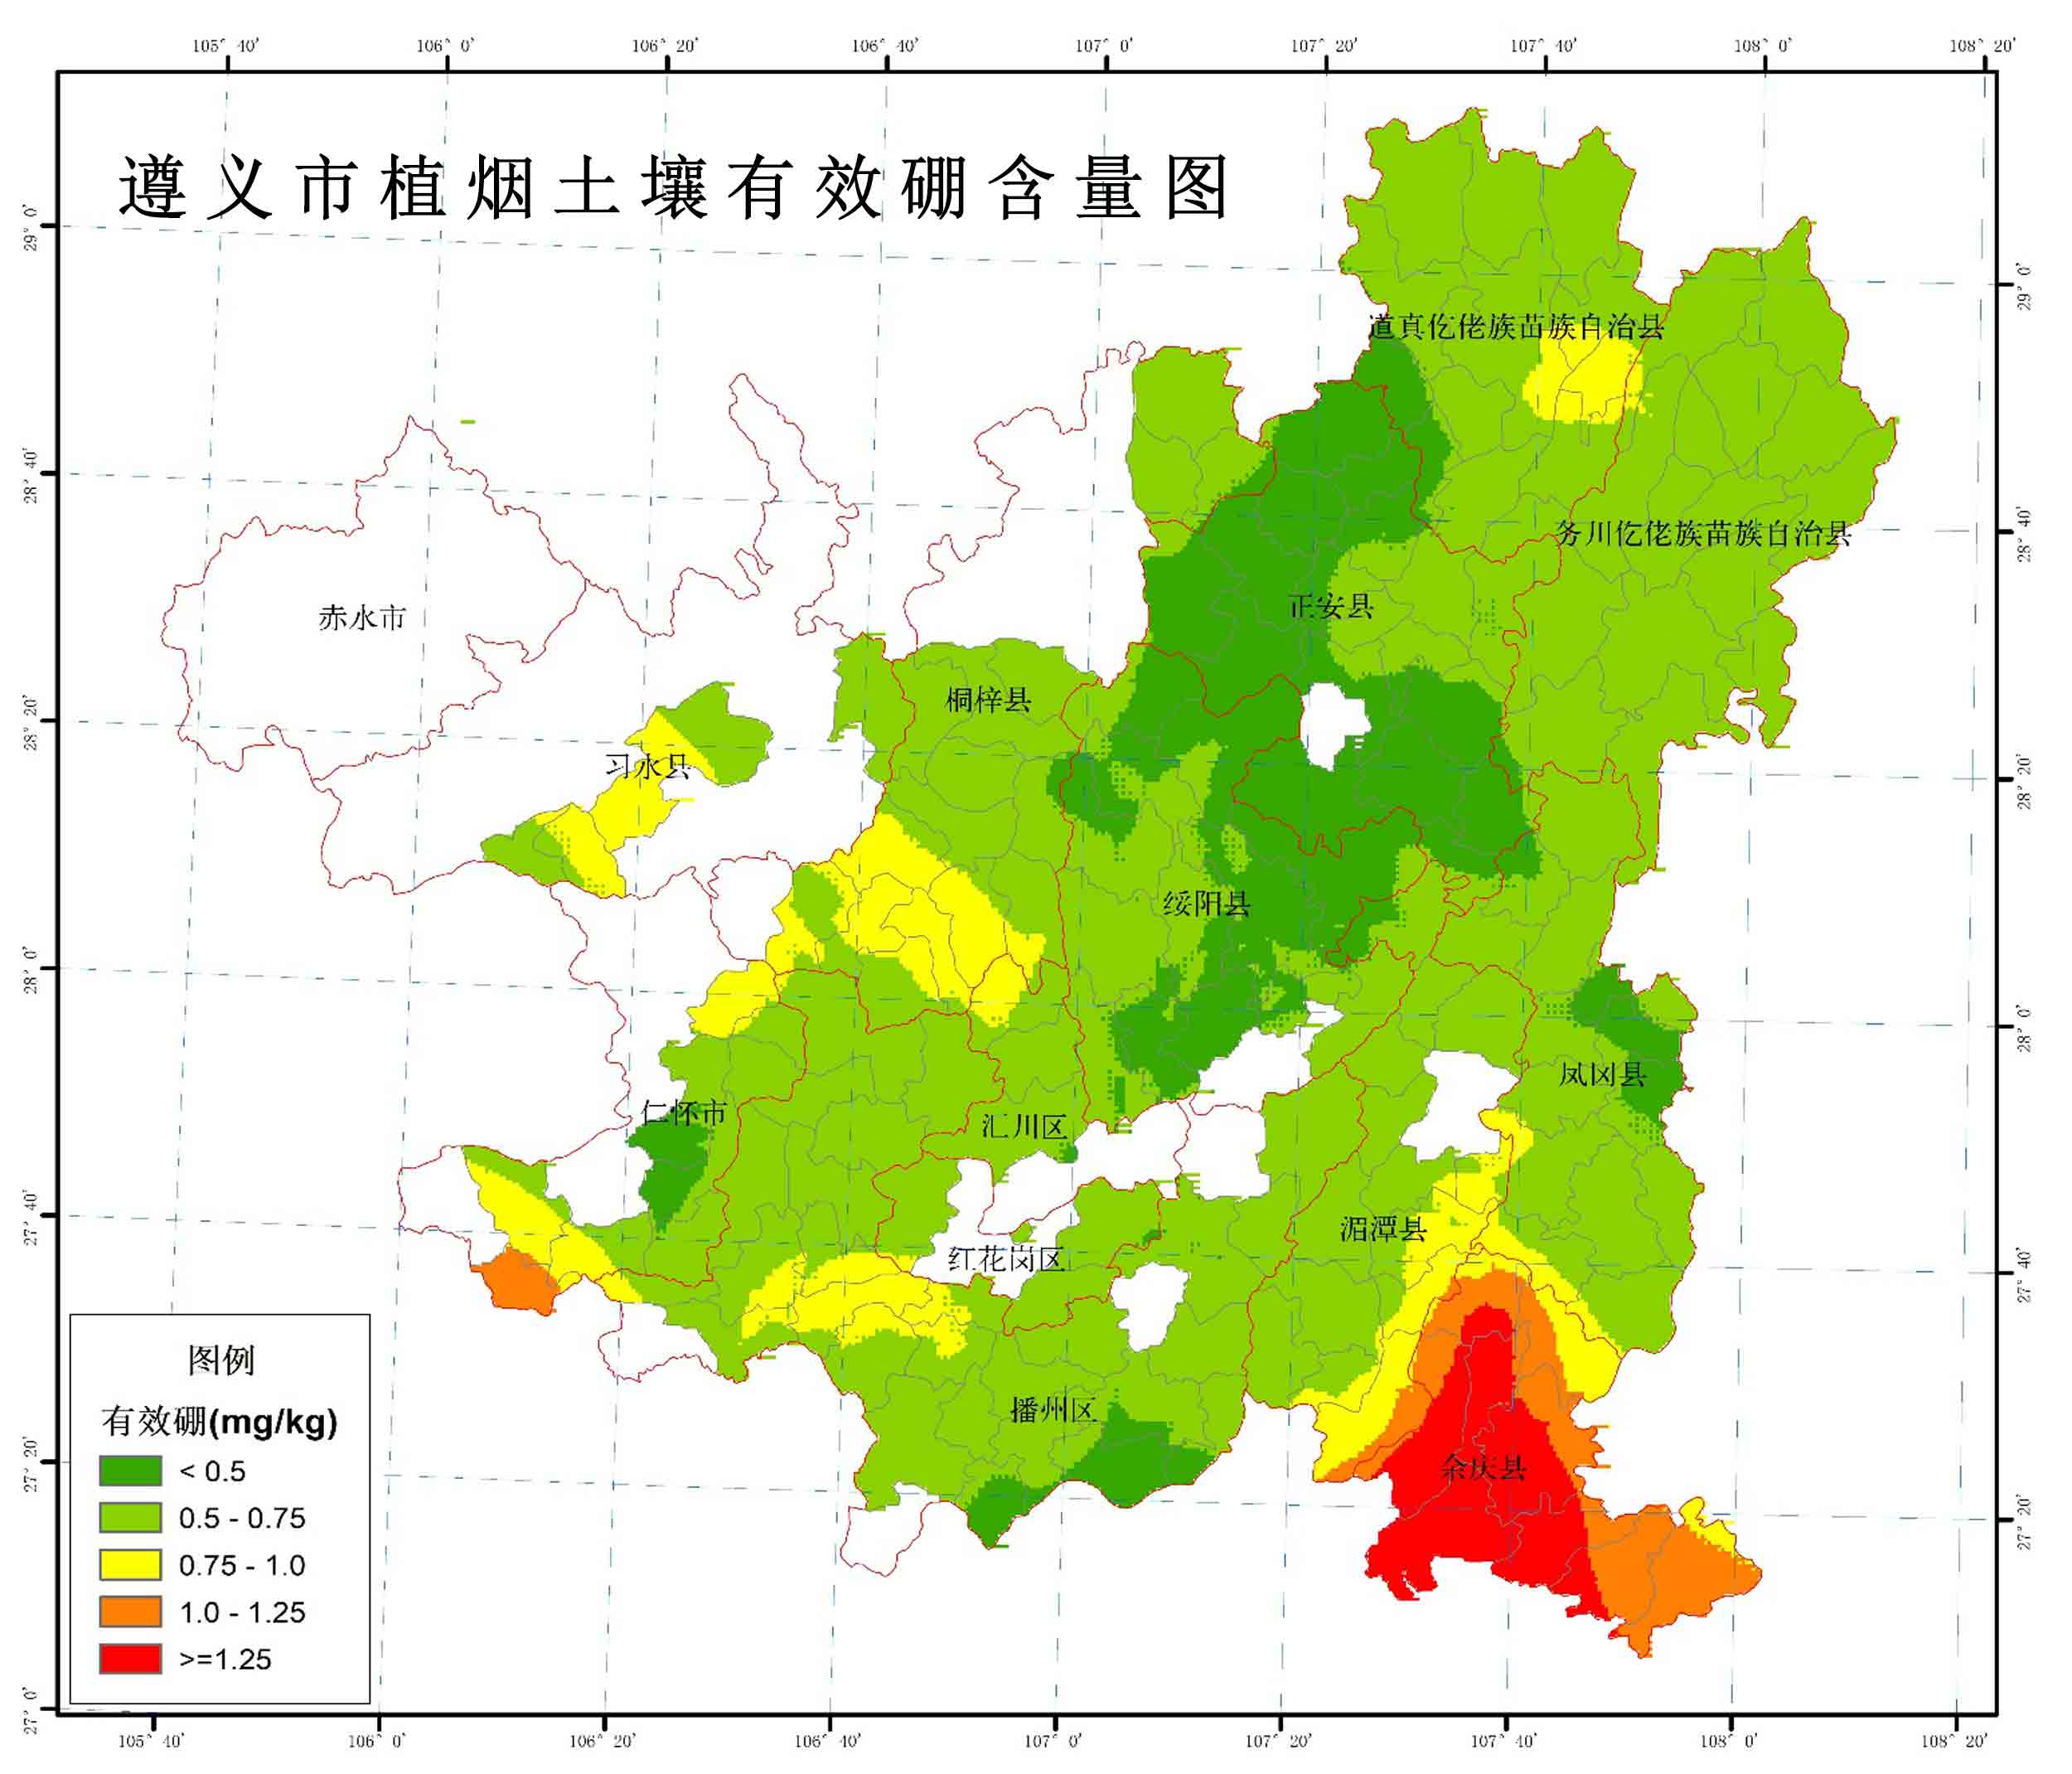 105° 40' 106° 0' 106° 20' 106° 40' 107° 0' 107° 20' 107° 40' 108° 0' 108° 20'
遵义市植烟土壤有效硼含量图
29° 0'
29° 0'
道真仡佬族苗族自治县
28° 40'
28° 40'
务川仡佬族苗族自治县
赤水市
正安县
桐梓县
28° 20'
28° 20'
习水县
绥阳县
28° 0'
28° 0'
凤冈县
仁怀市
汇川区
27° 40'
湄潭县
红花岗区
27° 40'
图例
播州区
有效硼(mg/kg)
27° 20'
余庆县
< 0.5
0.5 - 0.75
27° 20'
0.75 - 1.0
1.0 - 1.25
>=1.25
27° 0'
105° 40' 106° 0' 106° 20' 106° 40' 107° 0' 107° 20' 107° 40' 108° 0' 108° 20'